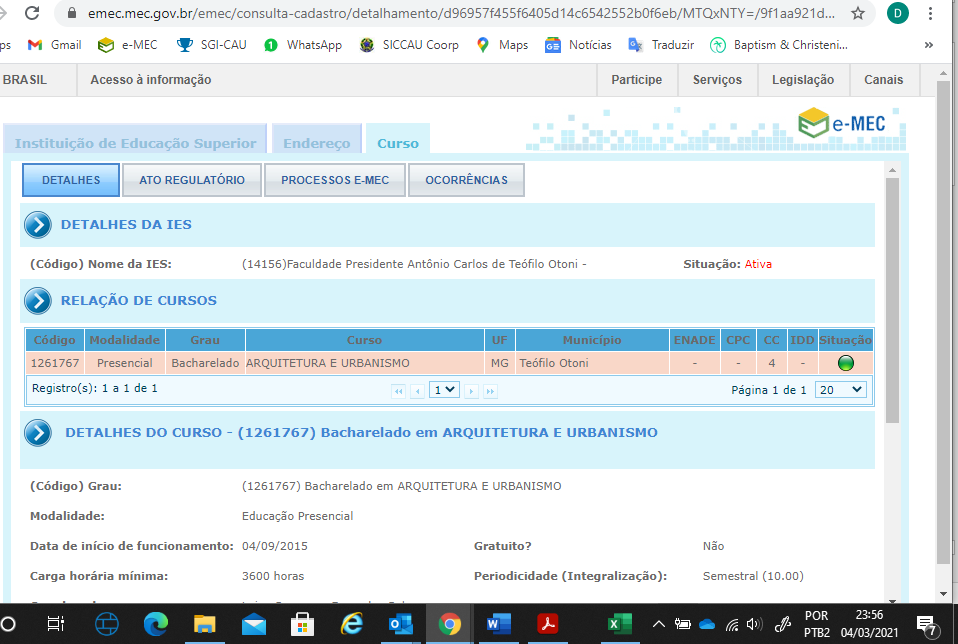 emec.mec.gov.br/emec/consulta-cadastro/detalhamento/d96957f455f6405d14c6542552b0f6eb/MTQxNTY=/9f1aa921d...
D
ps Gmail e-MEC SGI-CAU WhatsApp SICCAU Coorp Maps Notícias Traduzir Baptism & Christeni... »
BRASIL Acesso à informação Participe Serviços Legislação Canais
e-MEC
Instituição de Educação Superior Endereço Curso
DETALHES ATO REGULATÓRIO PROCESSOS E-MEC OCORRÊNCIAS
DETALHES DA IES
(Código) Nome da IES: (14156)Faculdade Presidente Antônio Carlos de Teófilo Otoni - Situação: Ativa
RELAÇÃO DE CURSOS
Código Modalidade Grau Curso UF Município ENADE CPC CC IDD Situação
1261767 Presencial Bacharelado ARQUITETURA E URBANISMO MG Teófilo Otoni - - 4 -
Registro(s): 1 a 1 de 1 1 Página 1 de 1 20
DETALHES DO CURSO - (1261767) Bacharelado em ARQUITETURA E URBANISMO
(Código) Grau: (1261767) Bacharelado em ARQUITETURA E URBANISMO
Modalidade: Educação Presencial
Data de início de funcionamento: 04/09/2015 Gratuito? Não
Carga horária mínima: 3600 horas Periodicidade (Integralização): Semestral (10.00)
POR 23:56
PTB2 04/03/2021 7